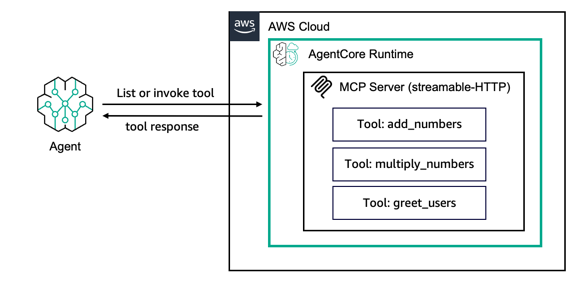 aws
AWS Cloud
AgentCore Runtime
MCP Server (streamable-HTTP)
List or invoke tool
tool response
Agent
Tool: add_numbers
Tool: multiply_numbers
Tool: greet_users